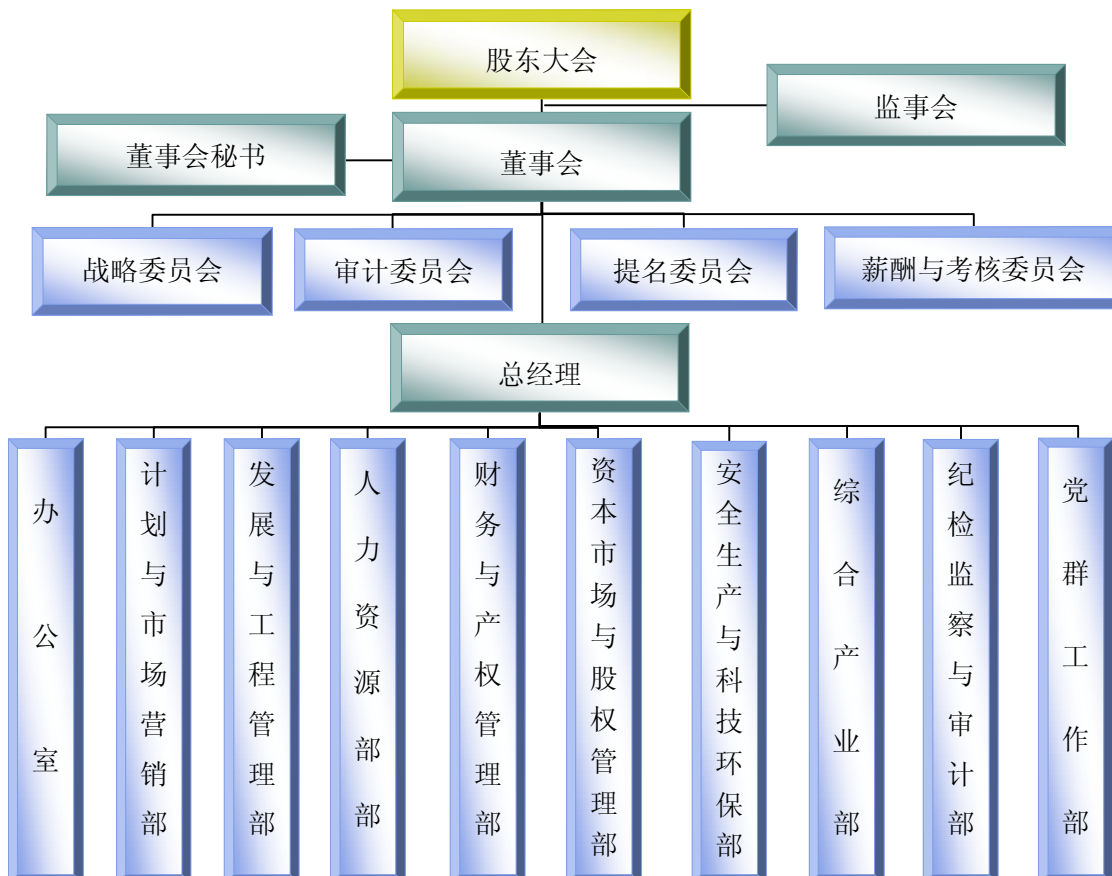 股东大会
监事会
董事会秘书
董事会
战略委员会
审计委员会
提名委员会
薪酬与考核委员会
总经理
办公室
计划与市场营销部
发展与工程管理部
人力资源部
财务与产权管理部
资本市场与股权管理部
安全生产与科技环保部
综合产业部
纪检监察与审计部
党群工作部